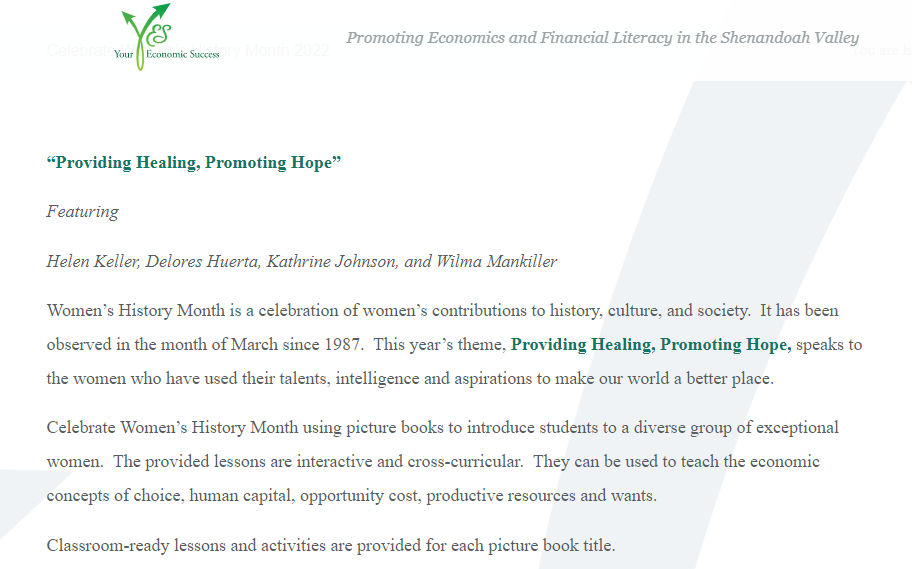 YES
Your Economic Success
Promoting Economics and Financial Literacy in the Shenandoah Valley
Celebrate Women's History Month 2022
“Providing Healing, Promoting Hope”
Featuring
Helen Keller, Delores Huerta, Kathrine Johnson, and Wilma Mankiller
Women’s History Month is a celebration of women’s contributions to history, culture, and society.  It has been
observed in the month of March since 1987.  This year’s theme, Providing Healing, Promoting Hope, speaks to
the women who have used their talents, intelligence and aspirations to make our world a better place.
Celebrate Women’s History Month using picture books to introduce students to a diverse group of exceptional
women.  The provided lessons are interactive and cross-curricular.  They can be used to teach the economic
concepts of choice, human capital, opportunity cost, productive resources and wants.
Classroom-ready lessons and activities are provided for each picture book title.